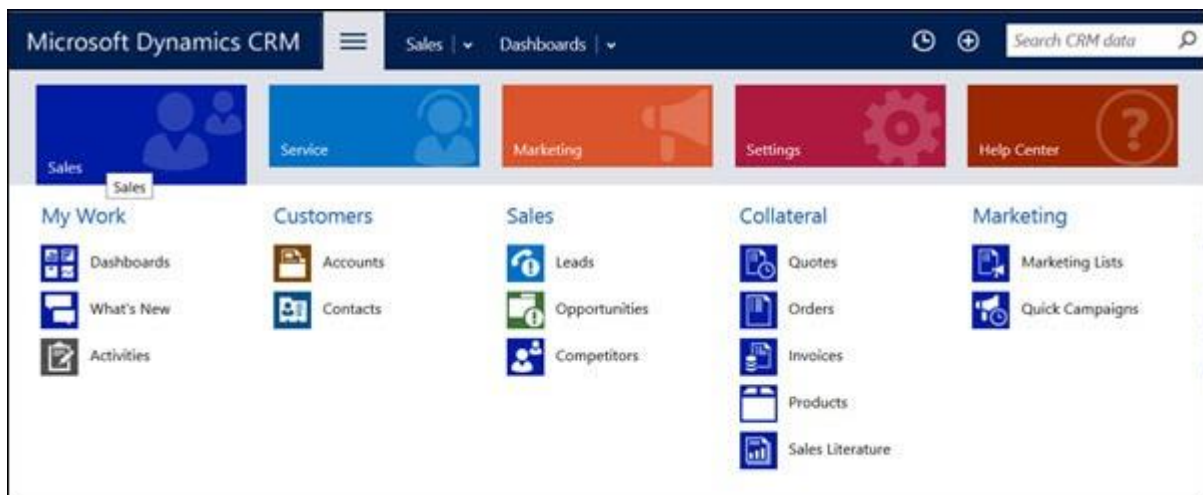 Microsoft Dynamics CRM Sales Dashboards Search CRM data
Sales Service Marketing Settings Help Center
Sales
My Work Customers Sales Collateral Marketing
Dashboards Accounts Leads Quotes Marketing Lists
What's New Contacts Opportunities Orders Quick Campaigns
Activities Competitors Invoices
Products
Sales Literature